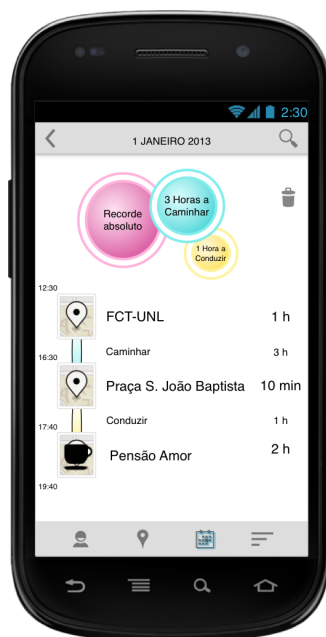 2:30
1 JANEIRO 2013
Recorde
absoluto
3 Horas a
Caminhar
1 Hora a
Conduzir
12:30
FCT-UNL 1 h
Caminhar 3 h
16:30
Praça S. João Baptista 10 min
Conduzir 1 h
17:40
Pensão Amor 2 h
19:40